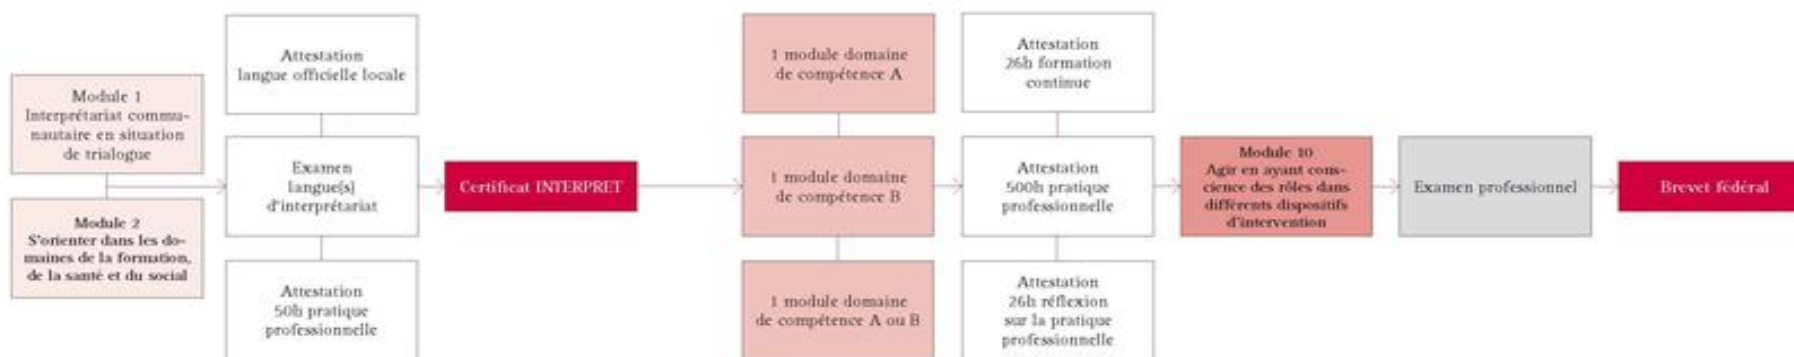 Module 1
Interprétariat commu-
nautaire en situation
de trialogue
Module 2
S'orienter dans les do-
maines de la formation,
de la santé et du social
Attestation
langue officielle locale
Examen
langue(s)
d'interprétariat
Attestation
50h pratique
professionnelle
Certificat INTERPRET
1 module domaine
de compétence A
1 module domaine
de compétence B
1 module domaine
de compétence A ou B
Attestation
26h formation
continue
Attestation
500h pratique
professionnelle
Attestation
26h réflexion
sur la pratique
professionnelle
Module 10
Agir en ayant cons-
cience des rôles dans
différents dispositifs
d'intervention
Examen professionnel
Brevet fédéral